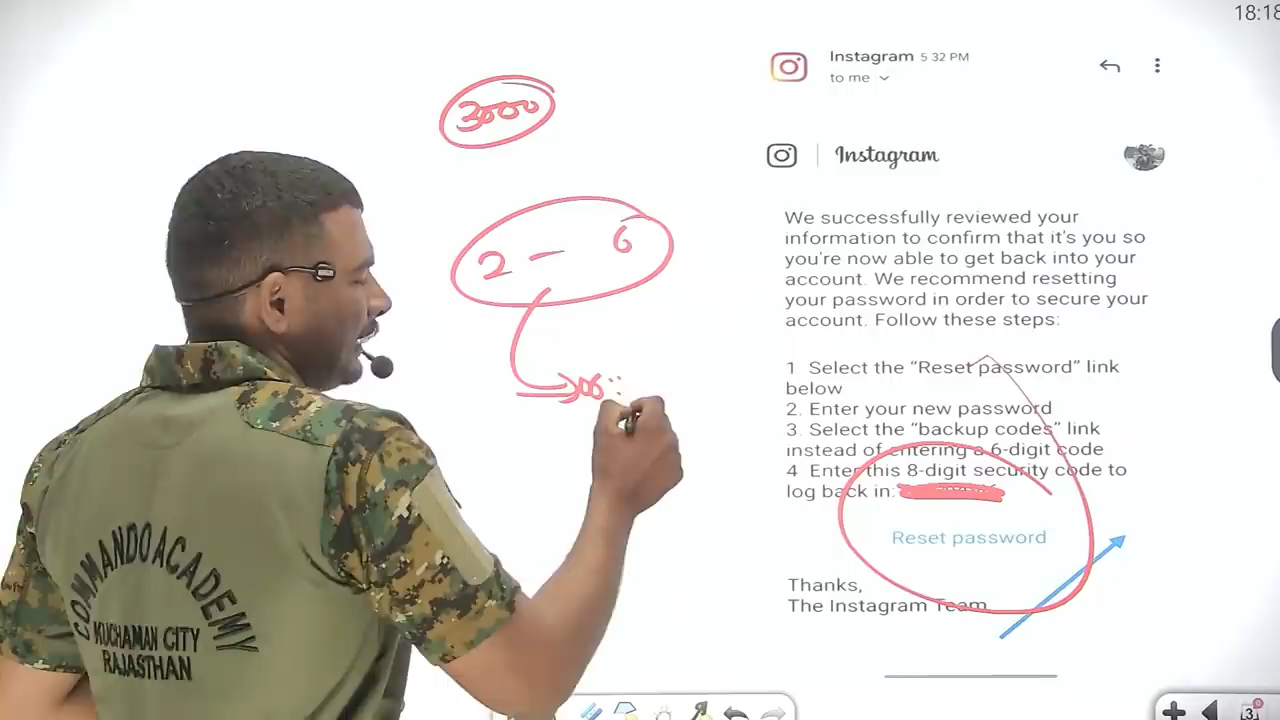 18:18
Instagram 5 32 PM
to me
Instagram
3000
2 - 6
We successfully reviewed your
information to confirm that it's you so
you're now able to get back into your
account. We recommend resetting
your password in order to secure your
account. Follow these steps:
1 Select the “Reset password” link
below
2. Enter your new password
3. Select the “backup codes” link
instead of entering a 6-digit code
4 Enter this 8-digit security code to
log back in:
Reset password
Thanks,
The Instagram Team
COMMANDO ACADEMY
KUCHAMAN CITY
RAJASTHAN
3